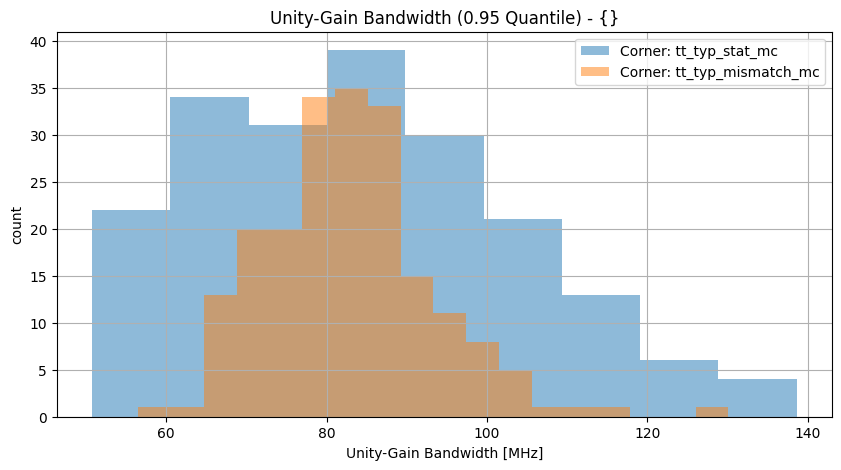 Unity-Gain Bandwidth (0.95 Quantile) - {}
40
35
30
25
20
15
10
5
0
count
Corner: tt_typ_stat_mc
Corner: tt_typ_mismatch_mc
60 80 100 120 140
Unity-Gain Bandwidth [MHz]